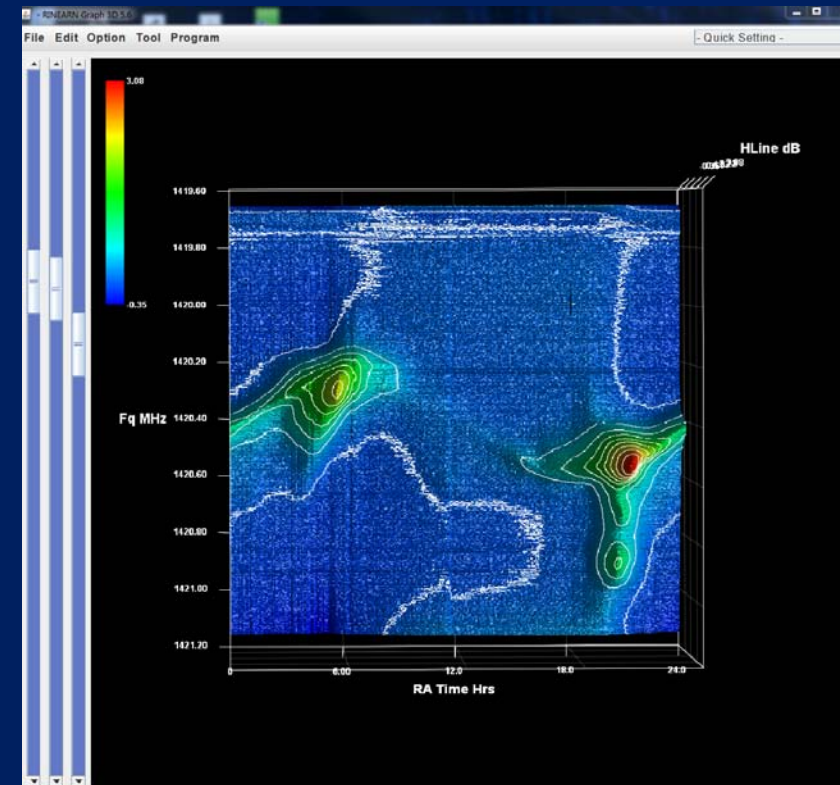 RINEARN Graph 3D 5.6
File Edit Option Tool Program
- Quick Setting -
3.08
-0.35
HLine dB
1419.60
1419.80
1420.00
1420.20
Fq MHz 1420.40
1420.60
1420.80
1421.00
1421.20
0 6.00 12.0 18.0 24.0
RA Time Hrs